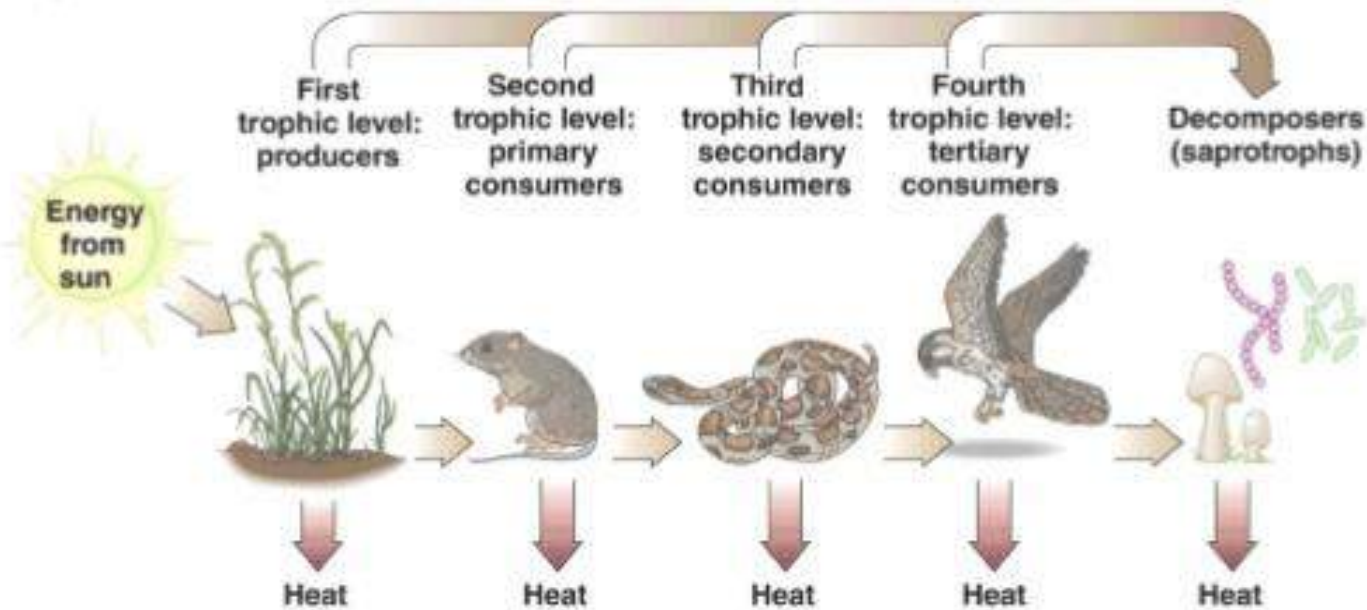 First
trophic level:
producers
Second
trophic level:
primary
consumers
Third
trophic level:
secondary
consumers
Fourth
trophic level:
tertiary
consumers
Decomposers
(saprotrophs)
Energy
from
sun
Heat
Heat
Heat
Heat
Heat